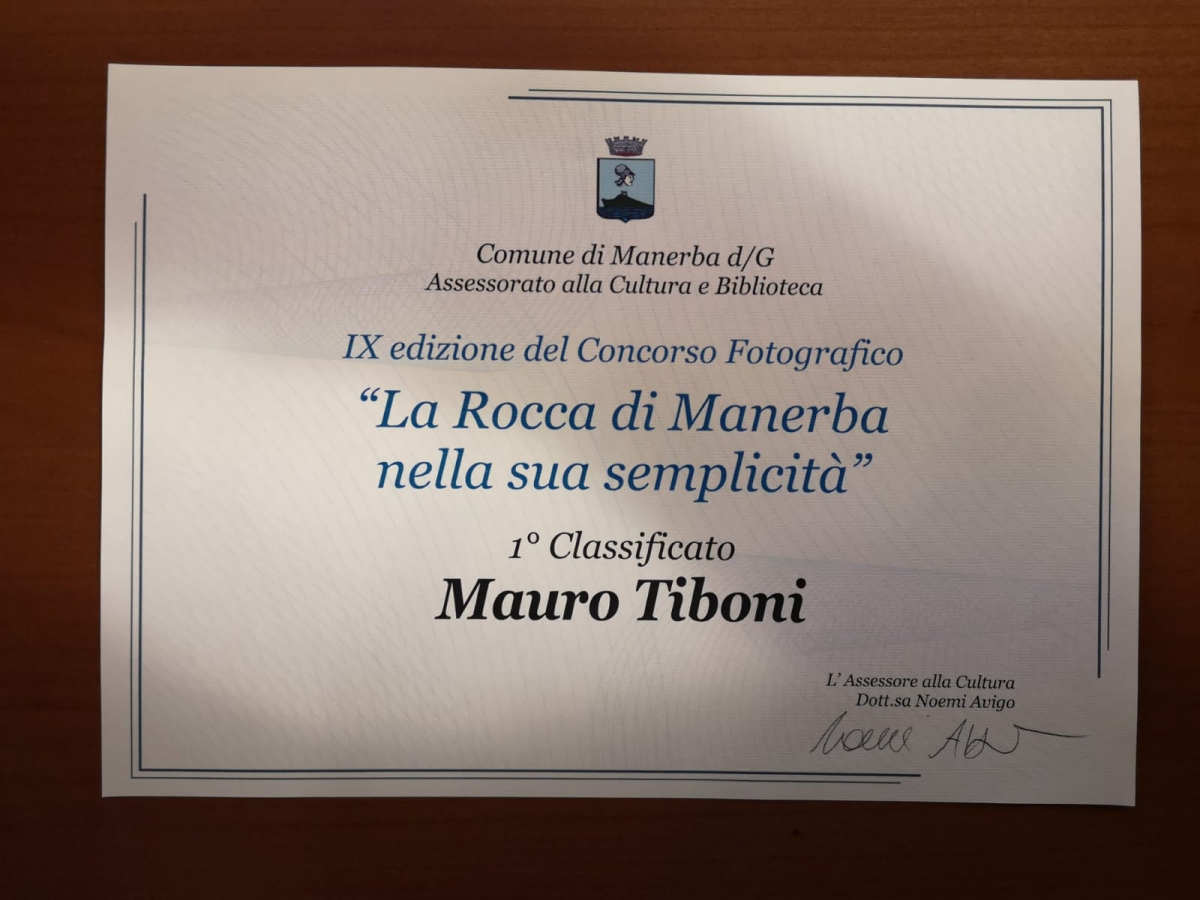 Comune di Manerba d/G
Assessorato alla Cultura e Biblioteca
IX edizione del Concorso Fotografico
“La Rocca di Manerba
nella sua semplicità”
1° Classificato
Mauro Tiboni
L’ Assessore alla Cultura
Dott.sa Noemi Avigo